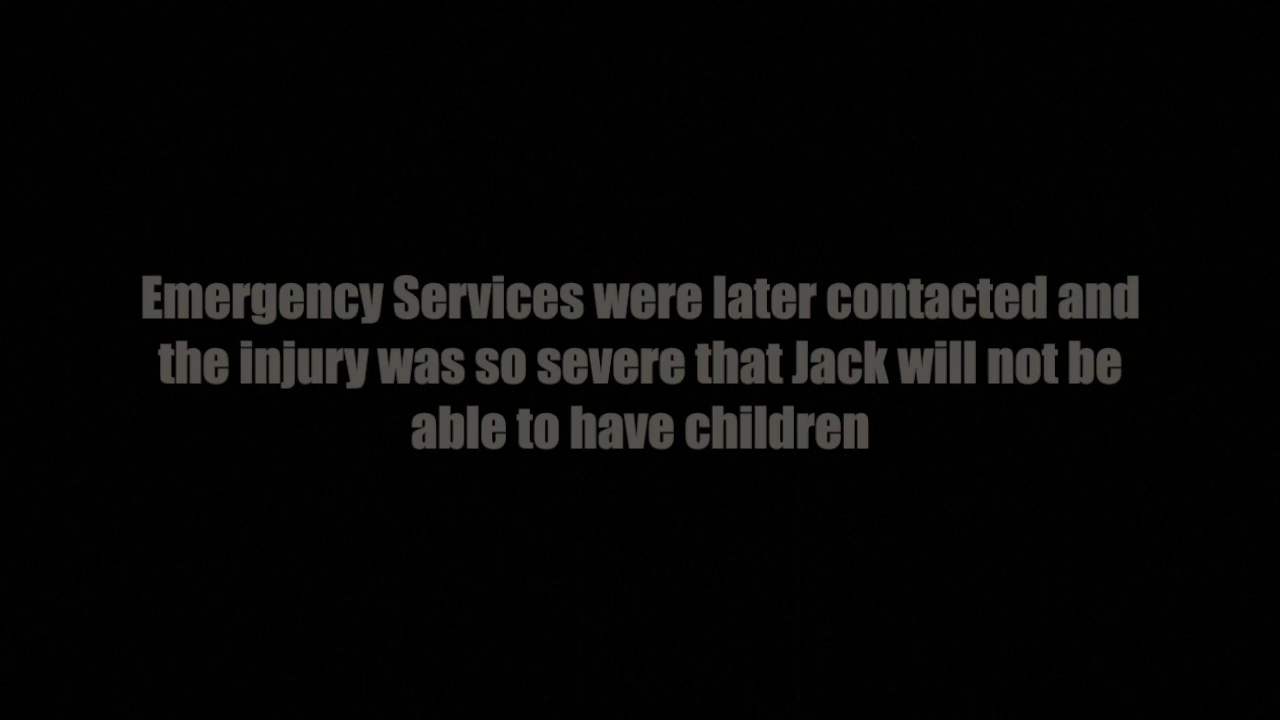 Emergency Services were later contacted and
the injury was so severe that Jack will not be
able to have children